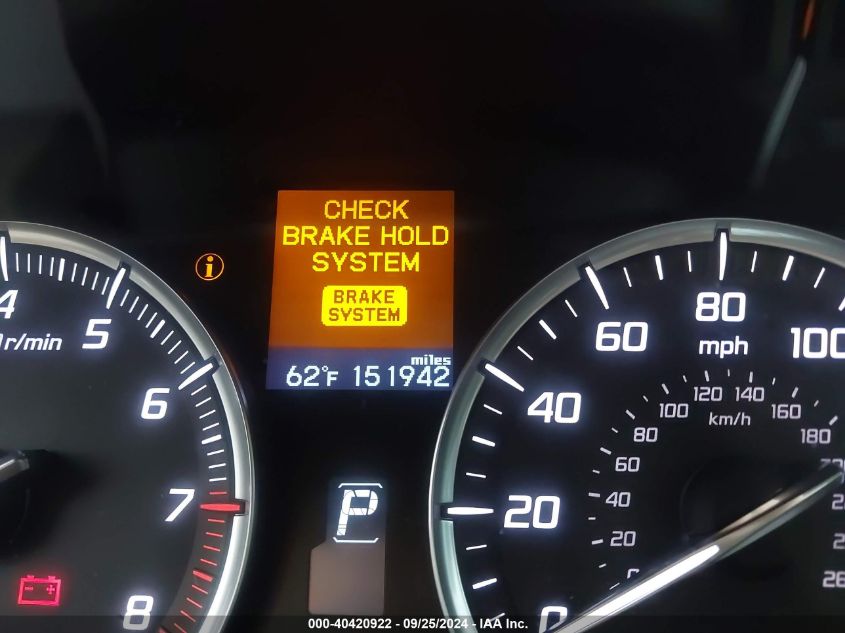 CHECK
BRAKE HOLD
SYSTEM
BRAKE
SYSTEM
miles
62°F 151942
4
5
6
7
8
r/min
P
0
20
40
60
80
100
mph
km/h
0
20
40
60
80
100
120
140
160
180
000-40420922 - 09/25/2024 - IAA Inc.